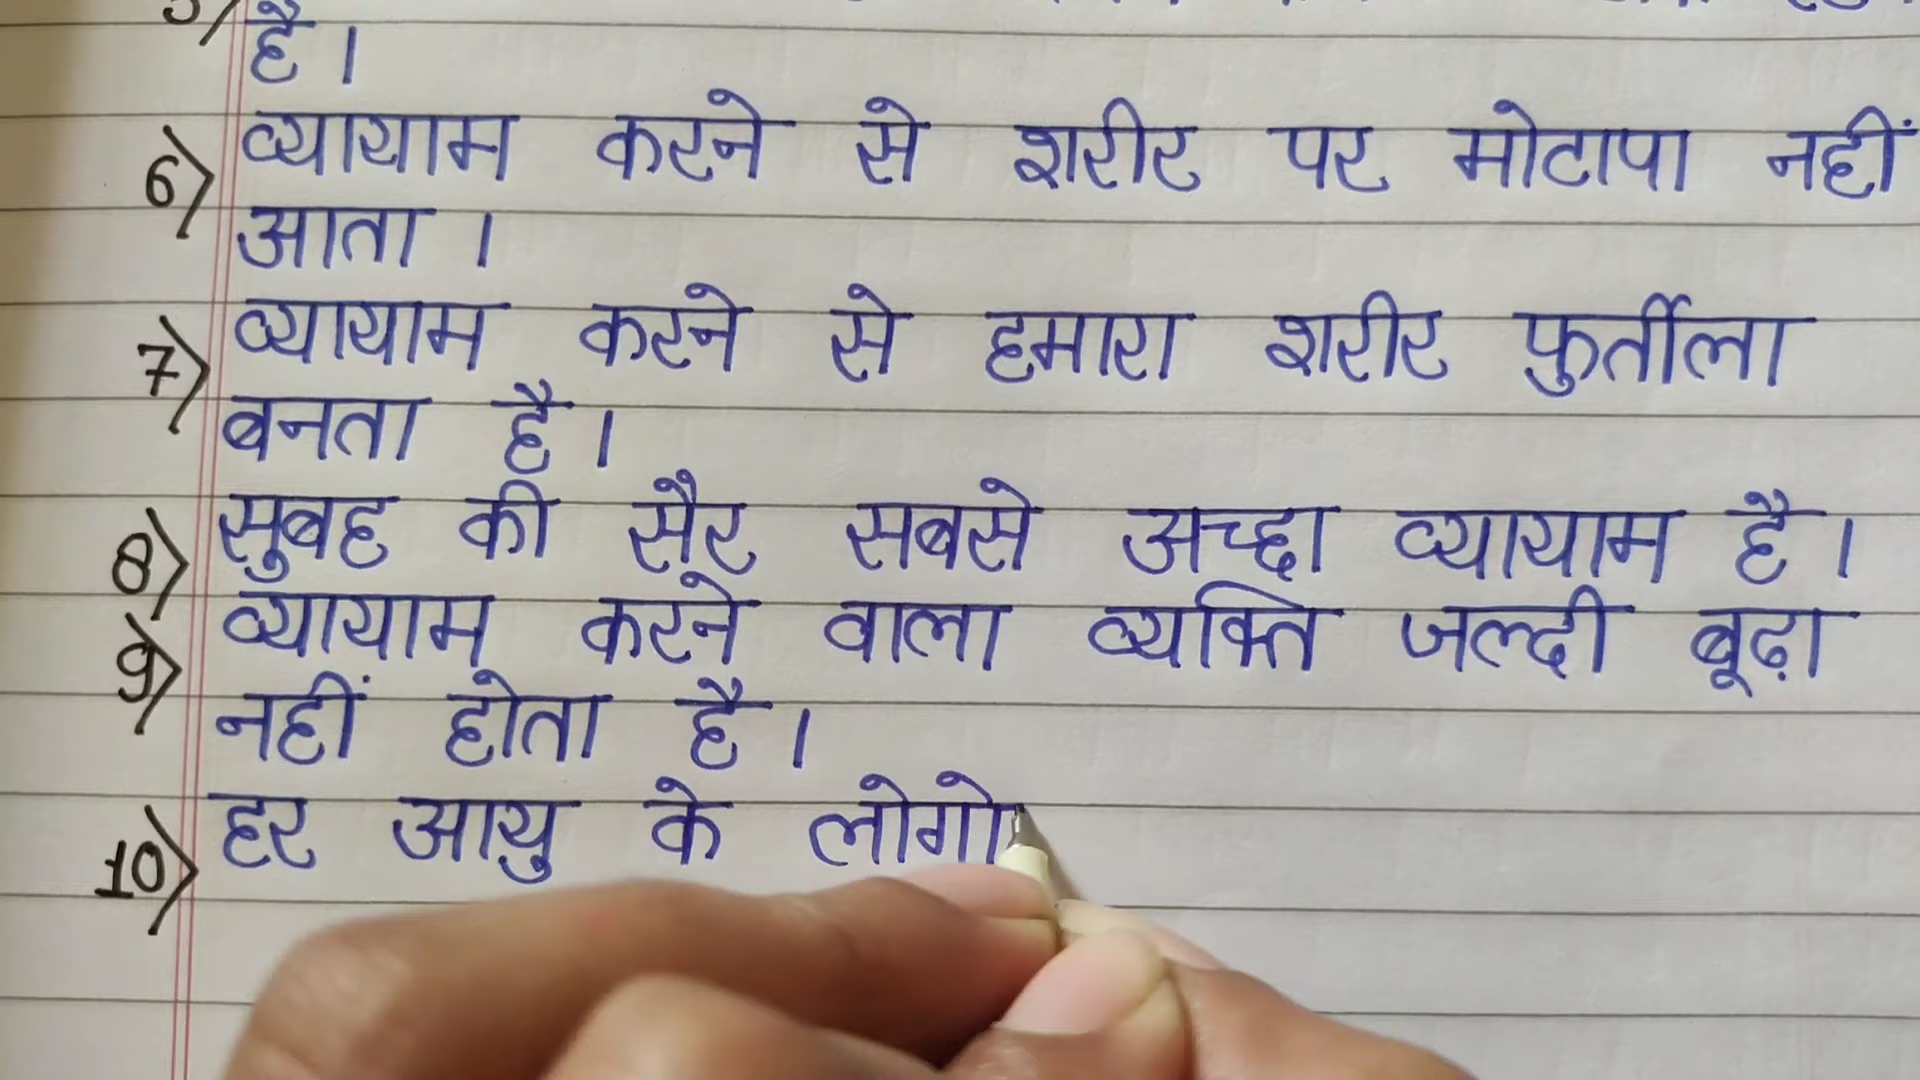 है।
6) व्यायाम करने से शरीर पर मोटापा नहीं
आता।
7) व्यायाम करने से हमारा शरीर फुर्तीला
बनता है।
8) सुबह की सैर सबसे अच्छा व्यायाम है।
9) व्यायाम करने वाला व्यक्ति जल्दी बूढ़ा
नहीं होता है।
10) हर आयु के लोगो